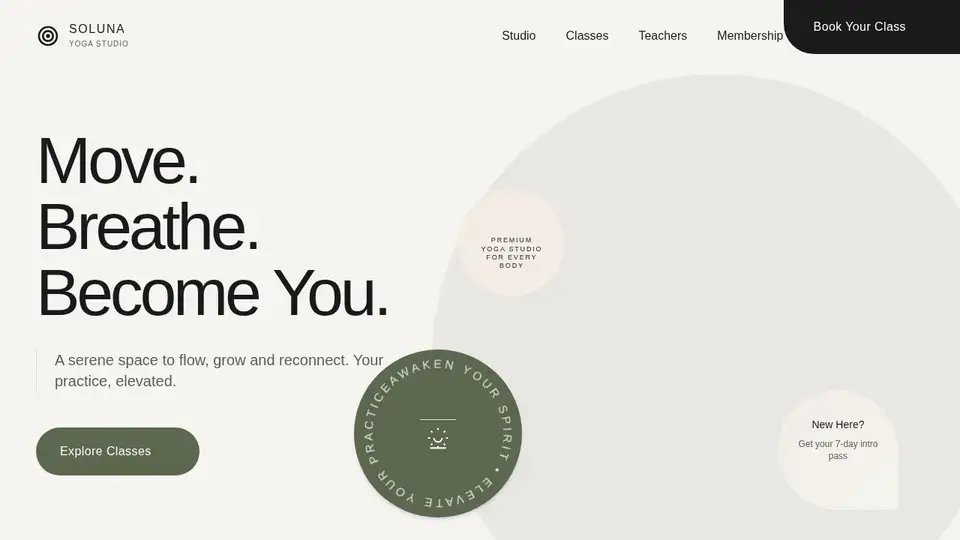 SOLUNA
YOGA STUDIO
Studio
Classes
Teachers
Membership
Book Your Class
Move.
Breathe.
Become You.
PREMIUM
YOGA STUDIO
FOR EVERY
BODY
A serene space to flow, grow and reconnect. Your
practice, elevated.
AWAKEN YOUR SPIRIT • ELEVATE YOUR PRACTICE
New Here?
Get your 7-day intro
pass
Explore Classes